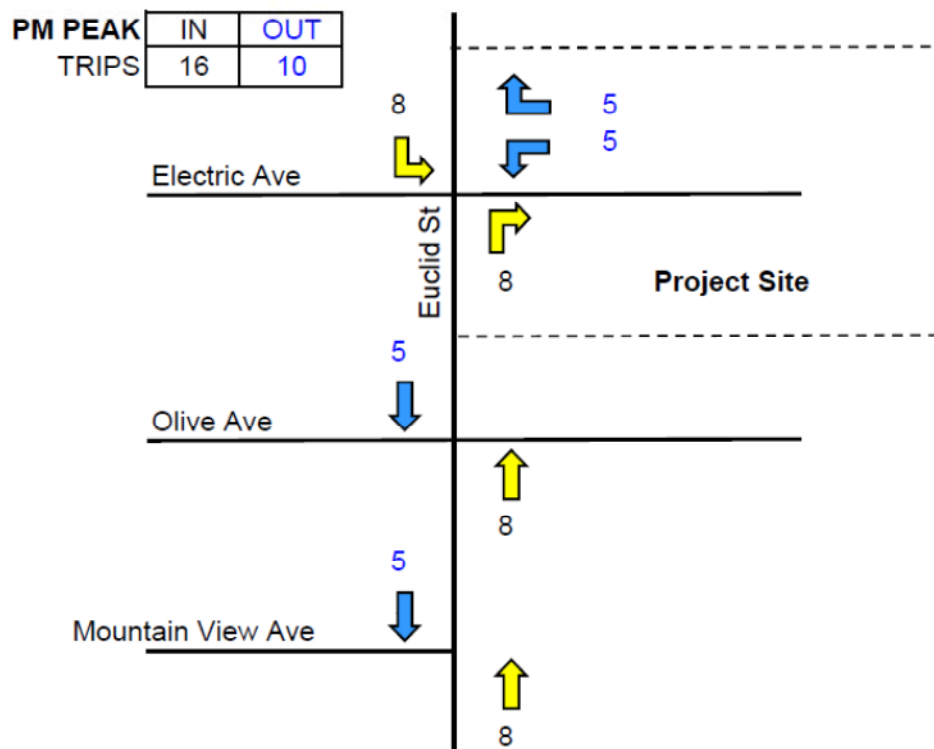 PM PEAK IN OUT
TRIPS 16 10
8
5
5
Electric Ave
Euclid St
8
Project Site
5
Olive Ave
8
5
Mountain View Ave
8